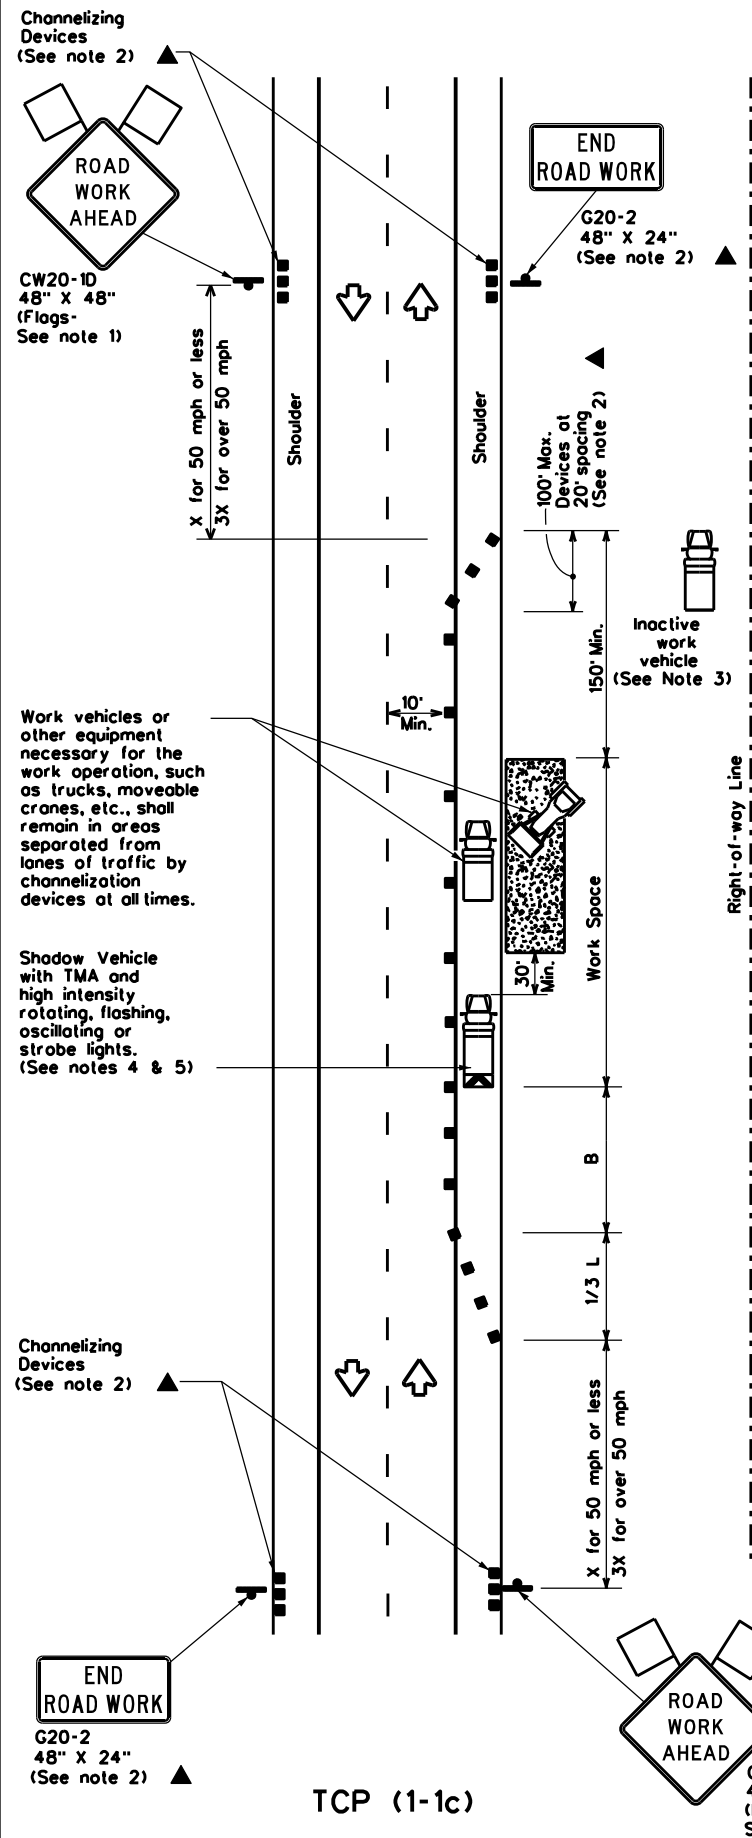 Channelizing
Devices
(See note 2)
ROAD
WORK
AHEAD
CW20-1D
48" X 48"
(Flags-
See note 1)
END
ROAD WORK
G20-2
48" X 24"
(See note 2)
X for 50 mph or less
3X for over 50 mph
Shoulder
Shoulder
100' Max.
Devices at
20' spacing
(See note 2)
150' Min.
Inactive
work
vehicle
(See Note 3)
10'
Min.
Work vehicles or
other equipment
necessary for the
work operation, such
as trucks, moveable
cranes, etc., shall
remain in areas
separated from
lanes of traffic by
channelization
devices at all times.
Right-of-way Line
Work Space
30'
Min.
Shadow Vehicle
with TMA and
high intensity
rotating, flashing,
oscillating or
strobe lights.
(See notes 4 & 5)
B
1/3 L
Channelizing
Devices
(See note 2)
X for 50 mph or less
3X for over 50 mph
END
ROAD WORK
G20-2
48" X 24"
(See note 2)
ROAD
WORK
AHEAD
TCP (1-1c)